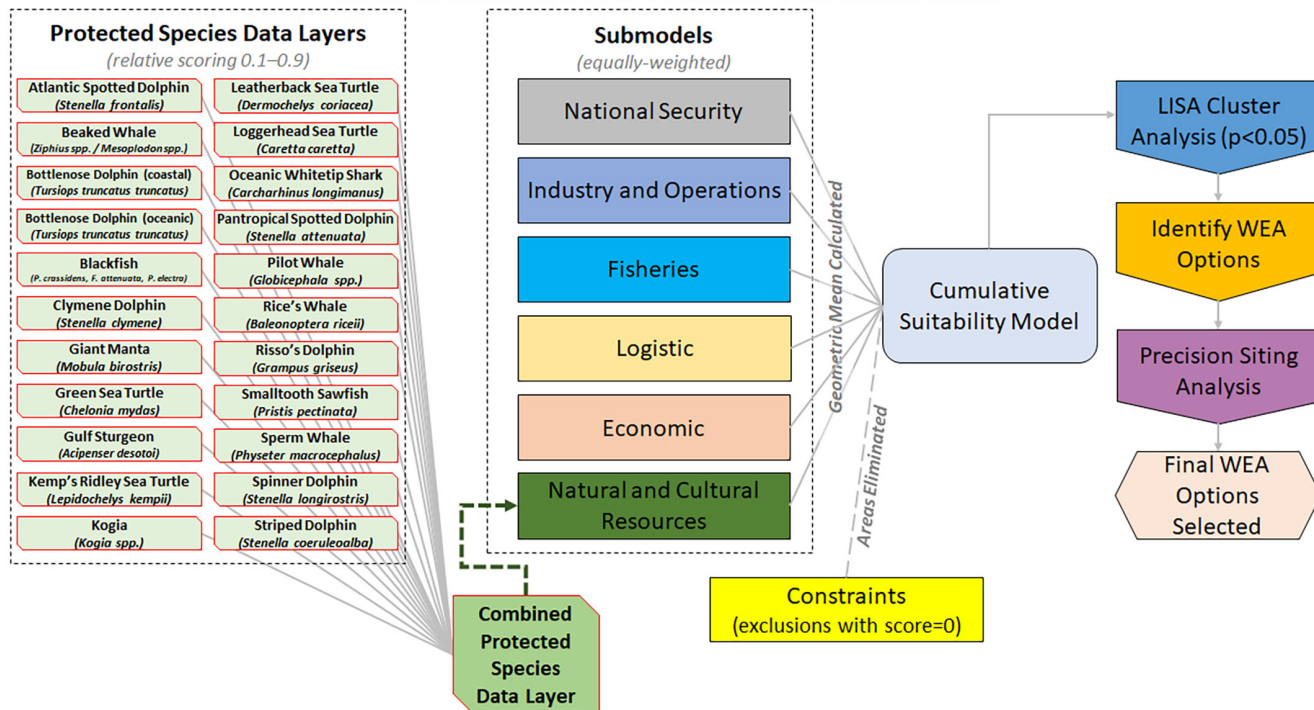 Protected Species Data Layers
(relative scoring 0.1–0.9)
Atlantic Spotted Dolphin
(Stenella frontalis)
Beaked Whale
(Ziphius spp. / Mesoplodon spp.)
Bottlenose Dolphin (coastal)
(Tursiops truncatus truncatus)
Bottlenose Dolphin (oceanic)
(Tursiops truncatus truncatus)
Blackfish
(P. crassidens, F. attenuata, P. electra)
Clymene Dolphin
(Stenella clymene)
Giant Manta
(Mobula birostris)
Green Sea Turtle
(Chelonia mydas)
Gulf Sturgeon
(Acipenser desotoi)
Kemp's Ridley Sea Turtle
(Lepidochelys kempii)
Kogia
(Kogia spp.)
Leatherback Sea Turtle
(Dermochelys coriacea)
Loggerhead Sea Turtle
(Caretta caretta)
Oceanic Whitetip Shark
(Carcharhinus longimanus)
Pantropical Spotted Dolphin
(Stenella attenuata)
Pilot Whale
(Globicephala spp.)
Rice's Whale
(Baleonoptera riceii)
Risso's Dolphin
(Grampus griseus)
Smalltooth Sawfish
(Pristis pectinata)
Sperm Whale
(Physeter macrocephalus)
Spinner Dolphin
(Stenella longirostris)
Striped Dolphin
(Stenella coeruleoalba)
Combined
Protected
Species
Data Layer
Submodels
(equally-weighted)
National Security
Industry and Operations
Fisheries
Logistic
Economic
Natural and Cultural
Resources
Geometric Mean Calculated
Areas Eliminated
Constraints
(exclusions with score=0)
Cumulative
Suitability Model
LISA Cluster
Analysis (p<0.05)
Identify WEA
Options
Precision Siting
Analysis
Final WEA
Options
Selected